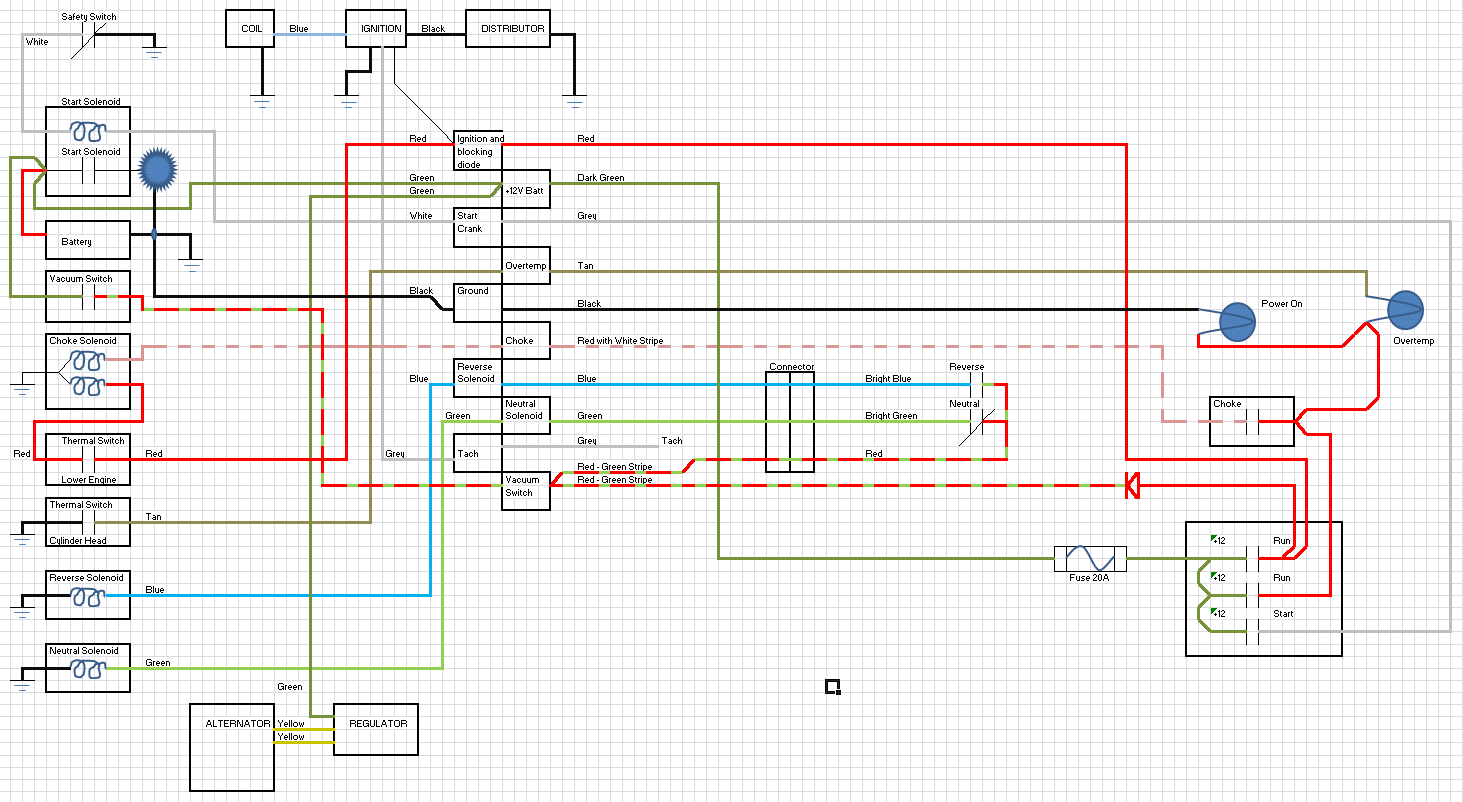 Safety Switch
White
COIL
Blue
IGNITION
Black
DISTRIBUTOR
Start Solenoid
Start Solenoid
Red
Ignition and
blocking
diode
Red
Green
Green
+12V Batt
Dark Green
White
Start
Crank
Grey
Battery
Overtemp
Tan
Vacuum Switch
Black
Ground
Black
Power On
Overtemp
Choke Solenoid
Choke
Red with White Stripe
Reverse
Solenoid
Blue
Blue
Connector
Bright Blue
Reverse
Neutral
Solenoid
Green
Green
Bright Green
Neutral
Choke
Thermal Switch
Red
Red
Lower Engine
Grey
Tach
Grey
Tach
Red
Red - Green Stripe
Red - Green Stripe
Vacuum
Switch
Thermal Switch
Tan
Cylinder Head
+12
Run
Fuse 20A
+12
Run
+12
Start
Reverse Solenoid
Blue
Neutral Solenoid
Green
Green
ALTERNATOR
Yellow
Yellow
REGULATOR